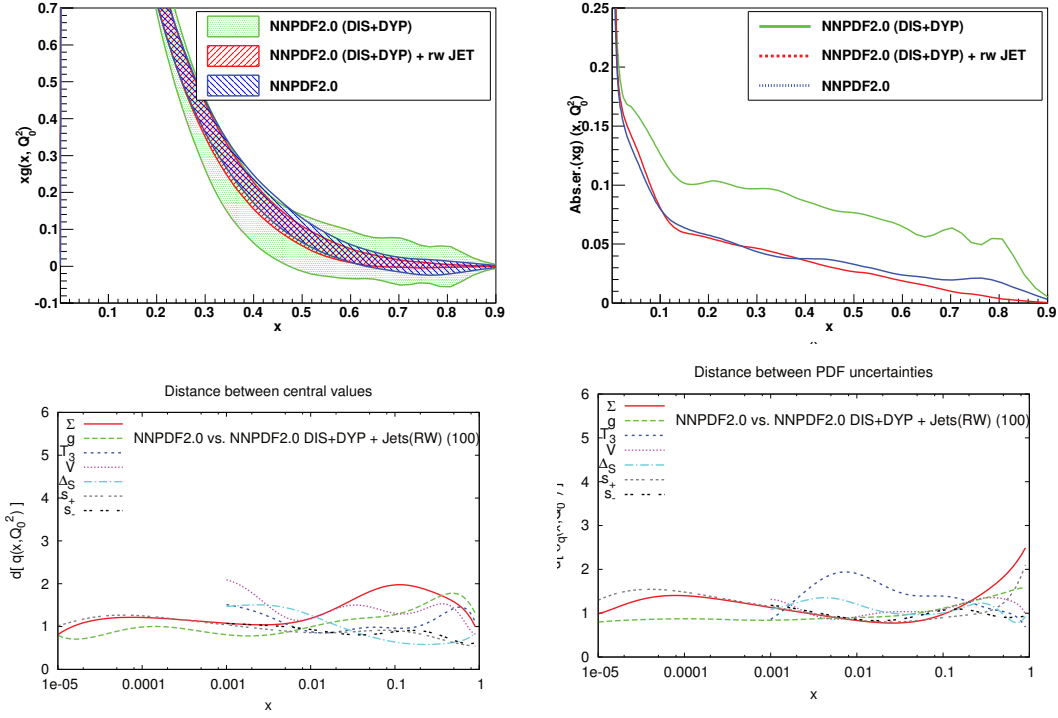 0.7
0.6
0.5
0.4
0.3
0.2
0.1
0
-0.1
xg(x, Q₀²)
NNPDF2.0 (DIS+DYP)
NNPDF2.0 (DIS+DYP) + rw JET
NNPDF2.0
0.1 0.2 0.3 0.4 0.5 0.6 0.7 0.8 0.9
x
0.25
0.2
0.15
0.1
0.05
0
Abs.er.(xg) (x, Q₀²)
NNPDF2.0 (DIS+DYP)
NNPDF2.0 (DIS+DYP) + rw JET
NNPDF2.0
0.1 0.2 0.3 0.4 0.5 0.6 0.7 0.8 0.9
x
Distance between central values
6
5
4
3
2
1
0
d[ q(x,Q₀²) ]
Σ
g
T₃
V
Δ_S
s₊
s₋
NNPDF2.0 vs. NNPDF2.0 DIS+DYP + Jets(RW) (100)
1e-05 0.0001 0.001 0.01 0.1 1
x
Distance between PDF uncertainties
6
5
4
3
2
1
0
Σ
g
T₃
V
Δ_S
s₊
s₋
NNPDF2.0 vs. NNPDF2.0 DIS+DYP + Jets(RW) (100)
1e-05 0.0001 0.001 0.01 0.1 1
x